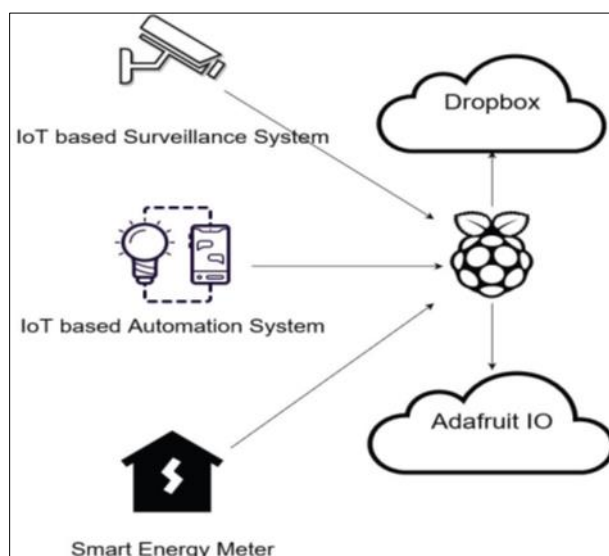 Dropbox
IoT based Surveillance System
IoT based Automation System
Adafruit IO
Smart Energy Meter